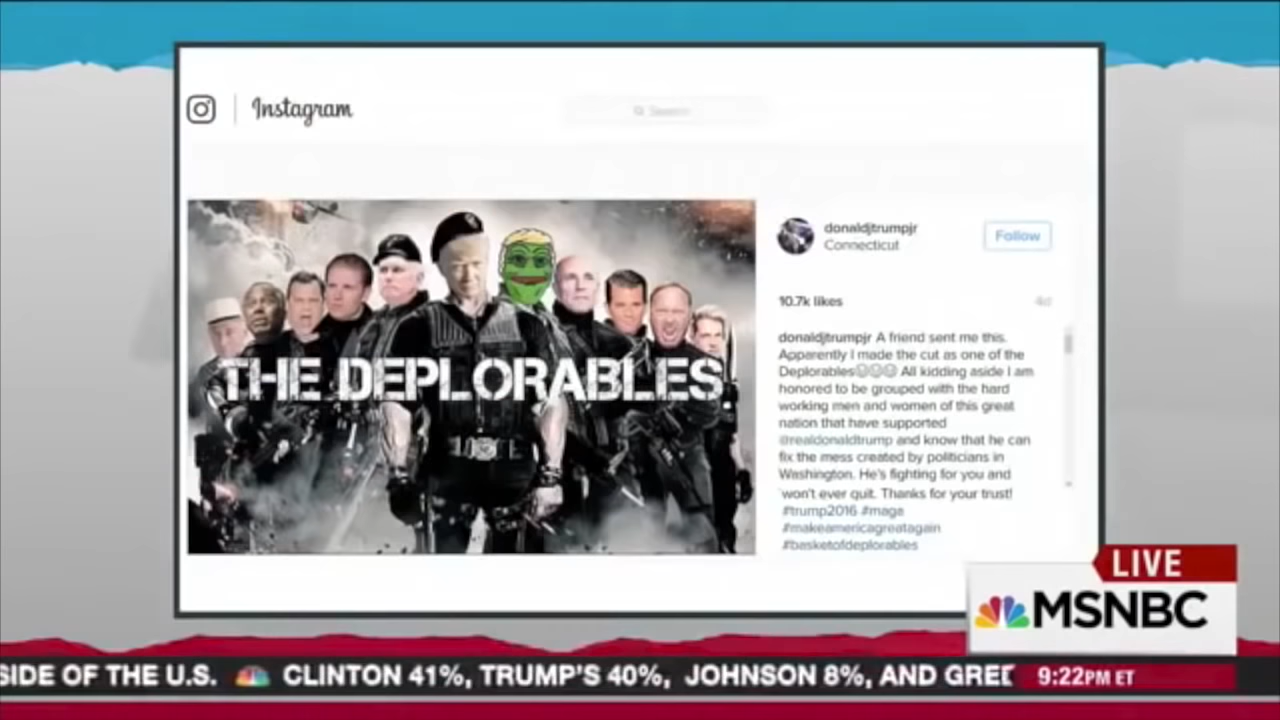 Instagram
Search
THE DEPLORABLES
donaldjtrumpjr
Connecticut
Follow
10.7k likes
4d
donaldjtrumpjr A friend sent me this.
Apparently I made the cut as one of the
Deplorables😂😂😂 All kidding aside I am
honored to be grouped with the hard
working men and women of this great
nation that have supported
@realdonaldtrump and know that he can
fix the mess created by politicians in
Washington. He's fighting for you and
won't ever quit. Thanks for your trust!
#trump2016 #maga
#makeamericagreatagain
#basketofdeplorables
LIVE
MSNBC
SIDE OF THE U.S. CLINTON 41%, TRUMP'S 40%, JOHNSON 8%, AND GREE
9:22PM ET